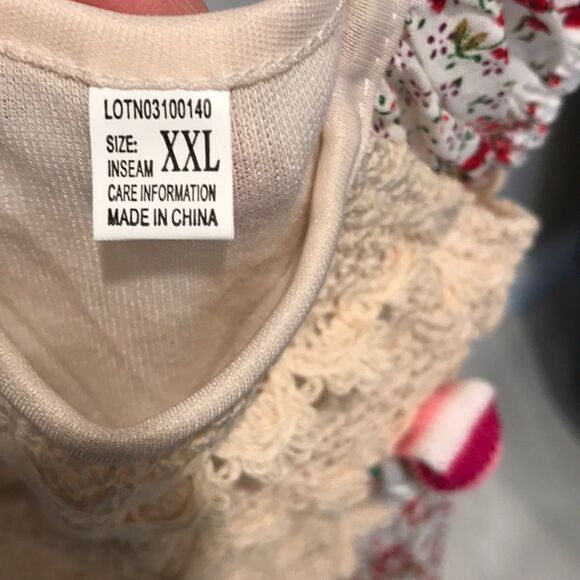 LOTN03100140
SIZE: XXL
INSEAM
CARE INFORMATION
MADE IN CHINA